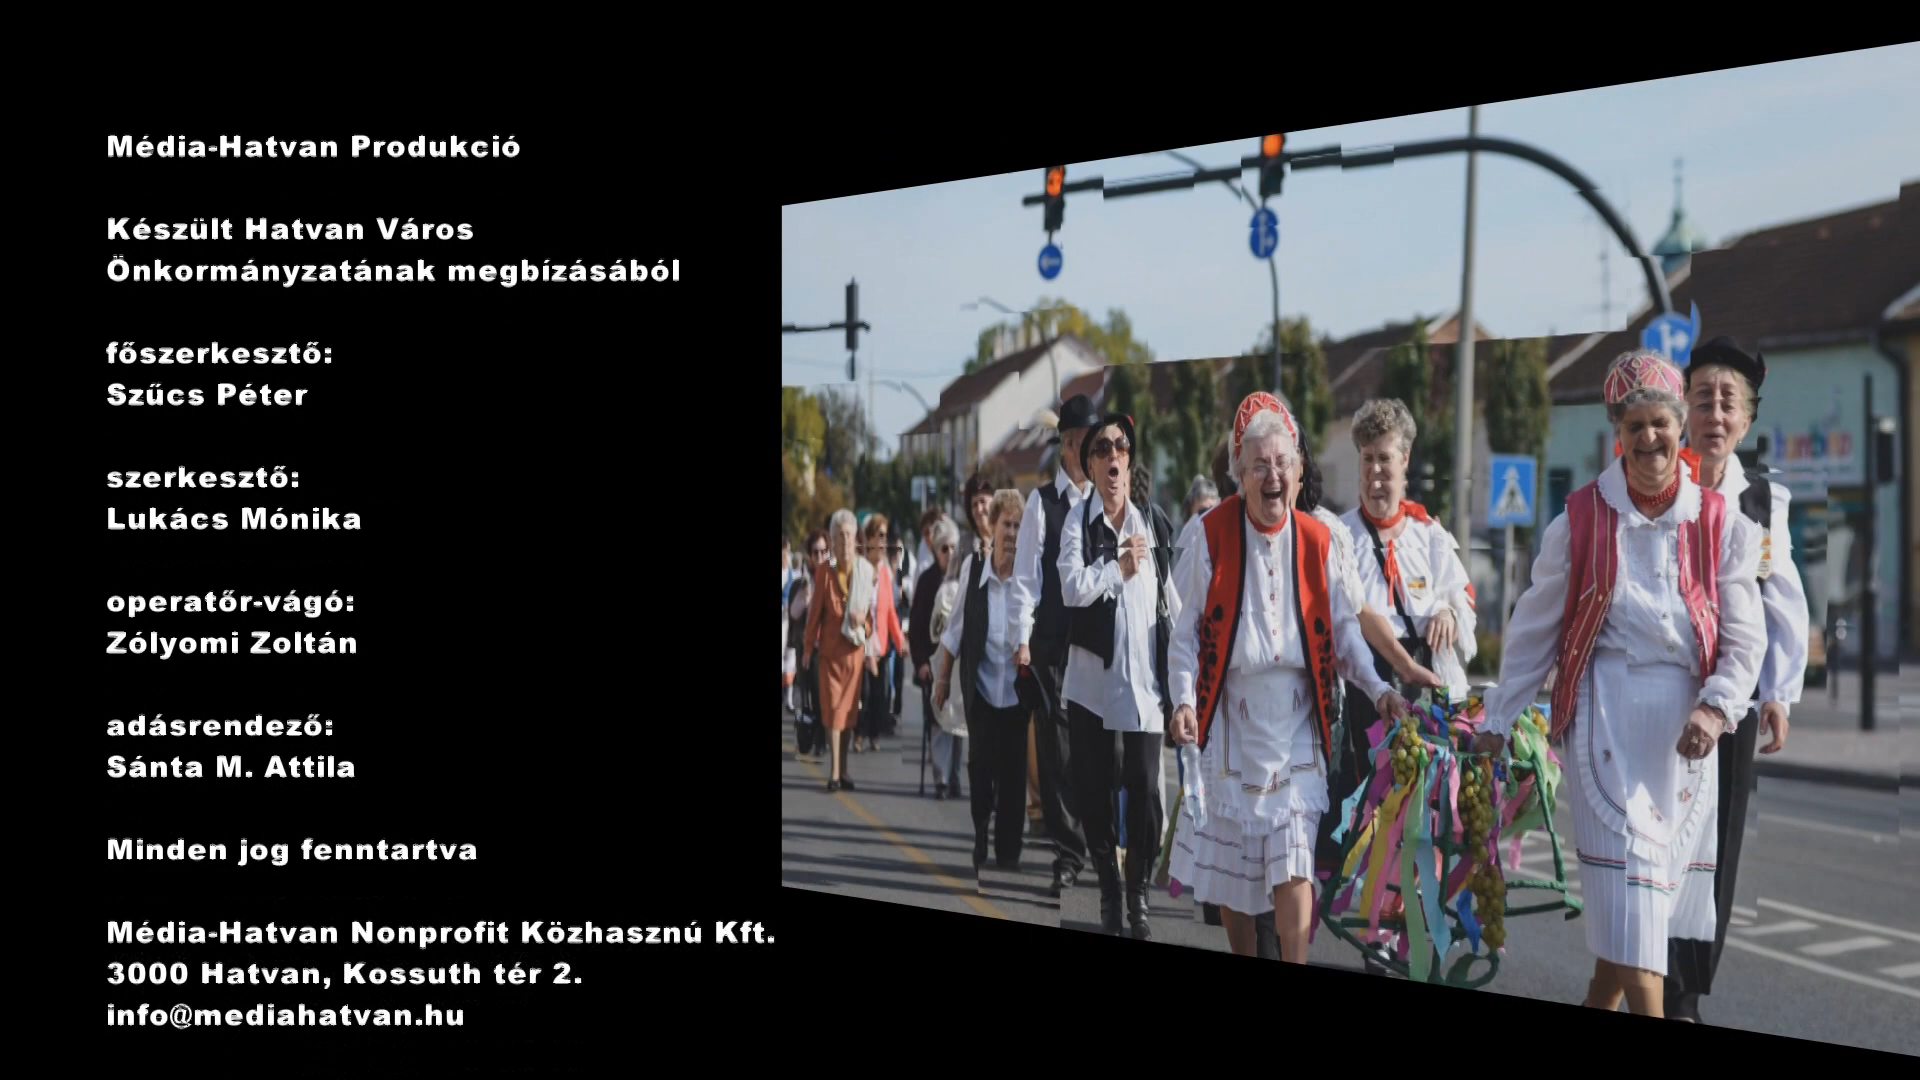 Média-Hatvan Produkció
Készült Hatvan Város
Önkormányzatának megbízásából
főszerkesztő:
Szűcs Péter
szerkesztő:
Lukács Mónika
operatőr-vágó:
Zólyomi Zoltán
adásrendező:
Sánta M. Attila
Minden jog fenntartva
Média-Hatvan Nonprofit Közhasznú Kft.
3000 Hatvan, Kossuth tér 2.
info@mediahatvan.hu